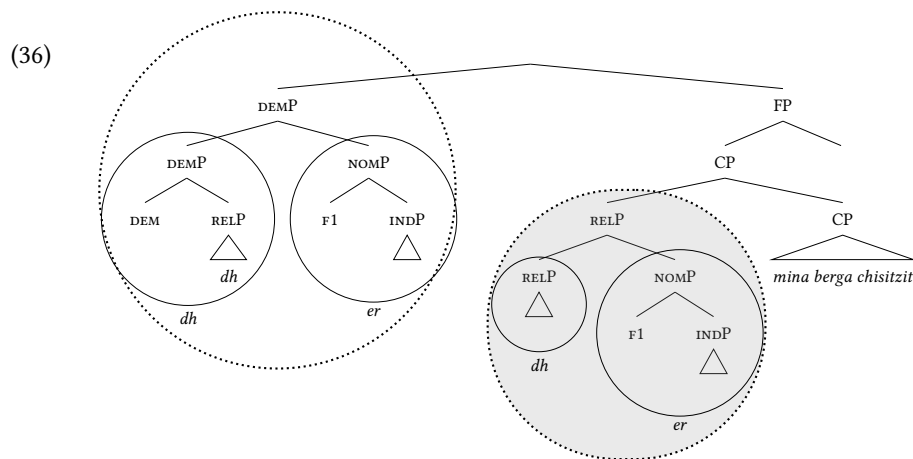 (36)
DEMP FP
DEMP NOMP CP
DEM RELP F1 INDP RELP CP
dh RELP NOMP mina berga chisitzit
dh er F1 INDP
dh
er